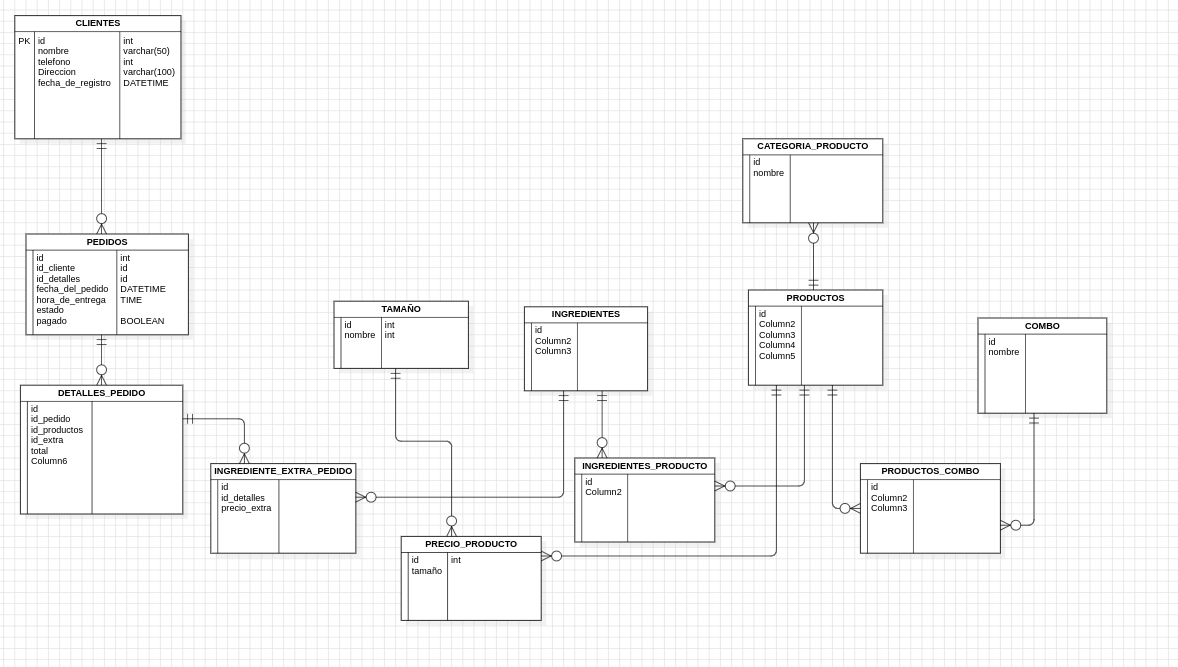 CLIENTES
PK id int
nombre varchar(50)
telefono int
Direccion varchar(100)
fecha_de_registro DATETIME
PEDIDOS
id int
id_cliente id
id_detalles id
fecha_del_pedido DATETIME
hora_de_entrega TIME
estado
pagado BOOLEAN
DETALLES_PEDIDO
id
id_pedido
id_productos
id_extra
total
Column6
INGREDIENTE_EXTRA_PEDIDO
id
id_detalles
precio_extra
TAMAÑO
id int
nombre int
PRECIO_PRODUCTO
id int
tamaño
INGREDIENTES
id
Column2
Column3
INGREDIENTES_PRODUCTO
id
Column2
CATEGORIA_PRODUCTO
id
nombre
PRODUCTOS
id
Column2
Column3
Column4
Column5
COMBO
id
nombre
PRODUCTOS_COMBO
id
Column2
Column3